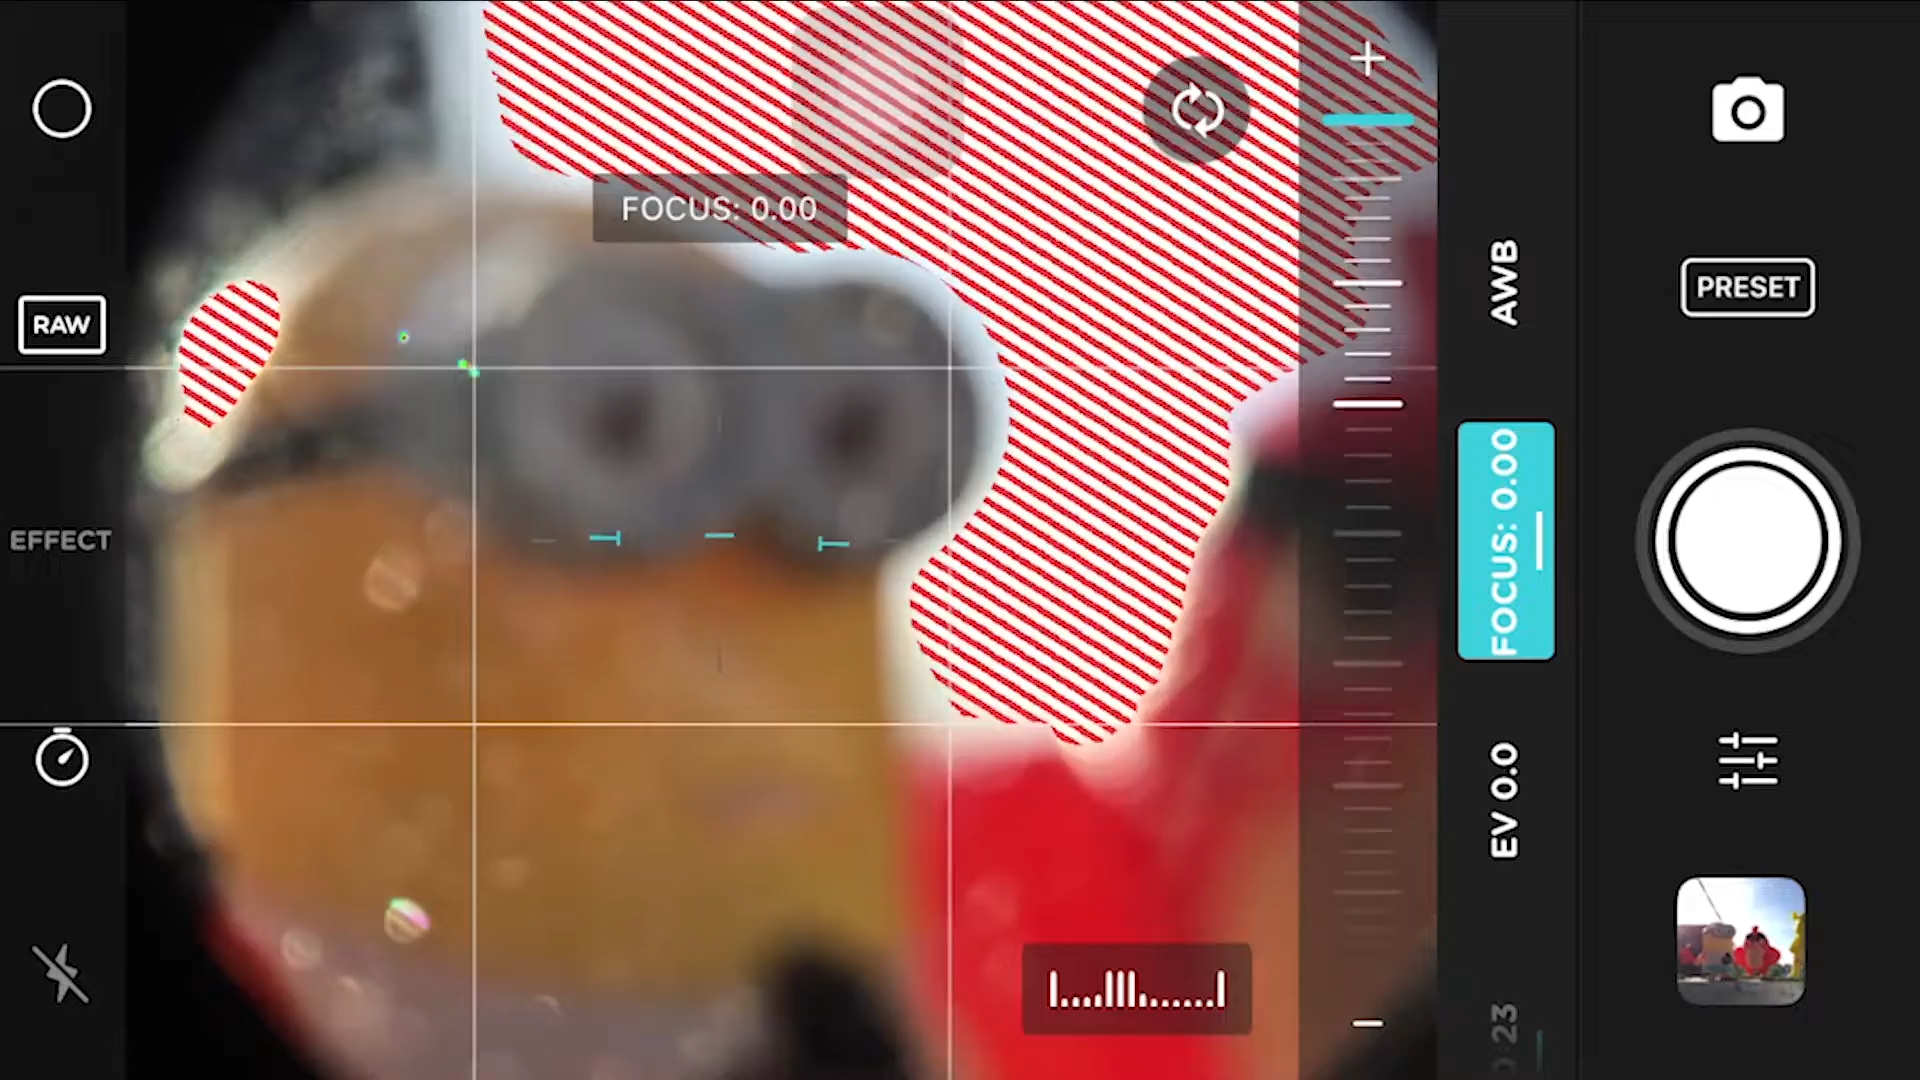 RAW
EFFECT
FOCUS: 0.00
AWB
FOCUS: 0.00
EV 0.0
PRESET